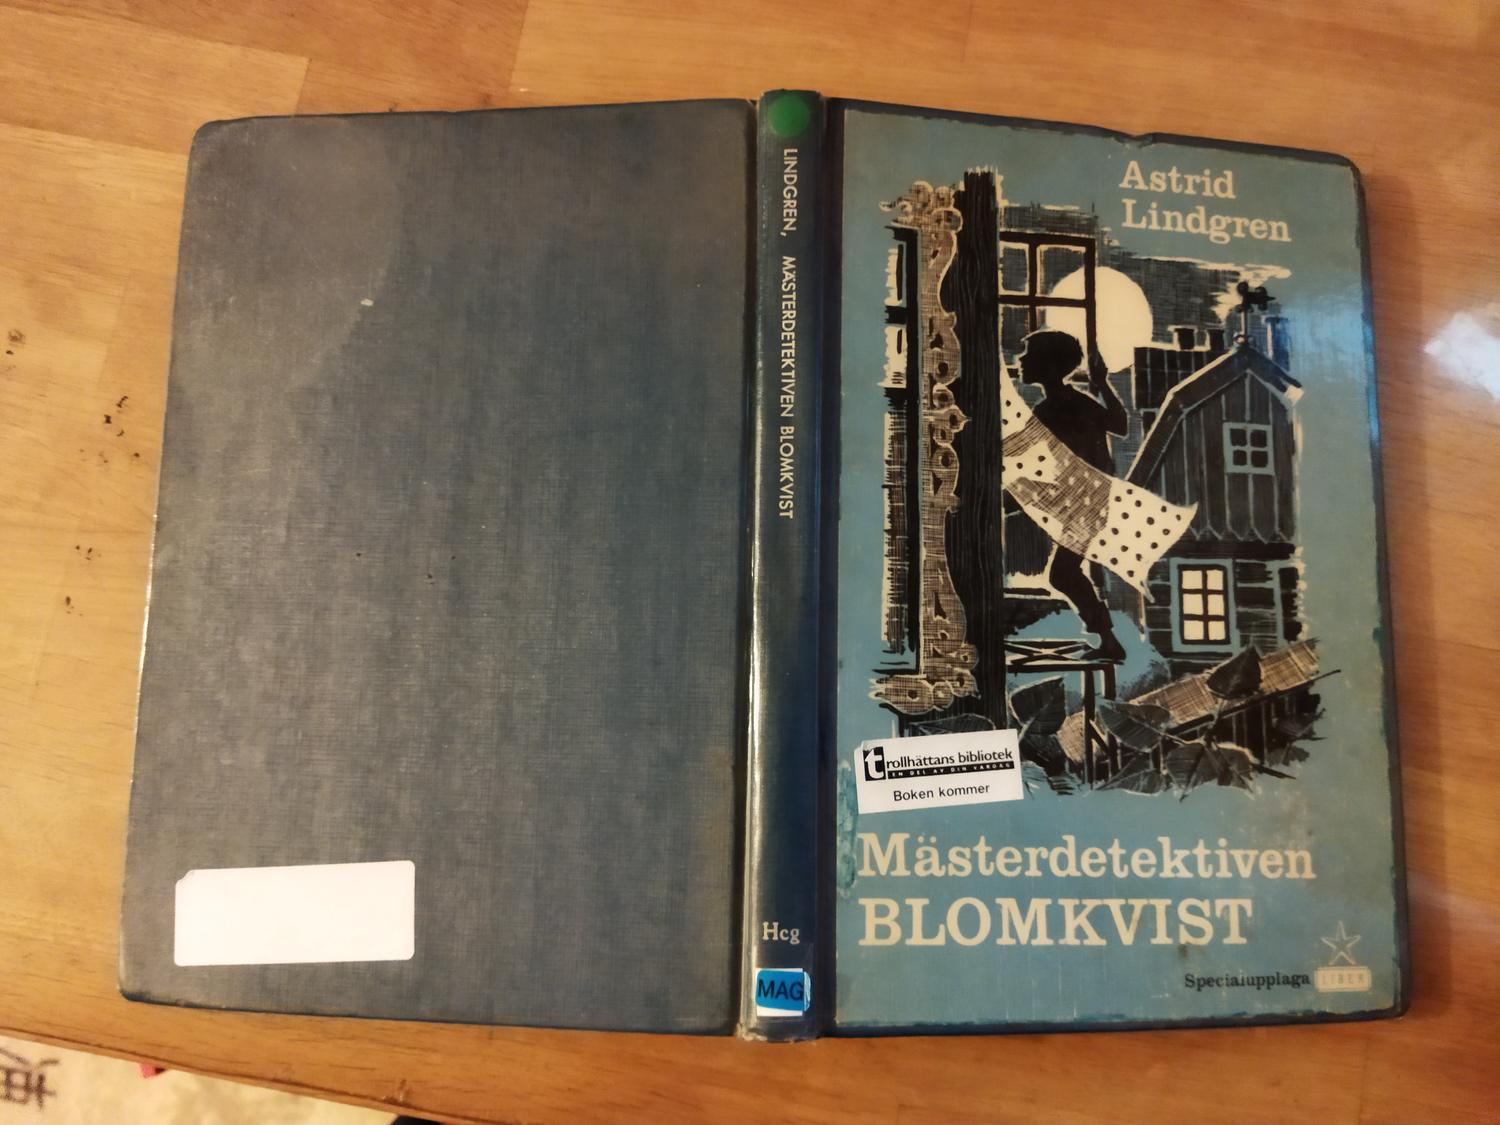 LINDGREN, MÄSTERDETEKTIVEN BLOMKVIST
Hcg
MAG
Astrid
Lindgren
trollhättans bibliotek
EN DEL AV DIN VARDAG
Boken kommer
Mästerdetektiven
BLOMKVIST
Specialupplaga
LIBER